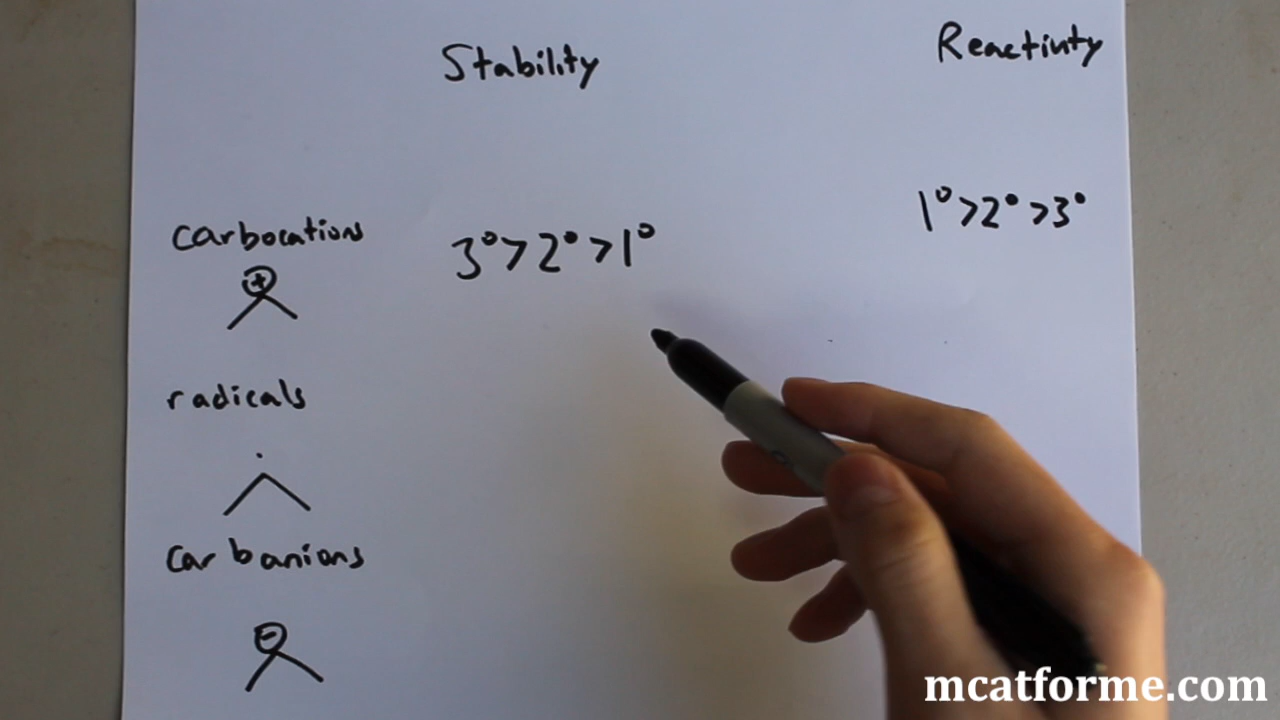 Stability
Reactivity
carbocations
3° > 2° > 1°
1° > 2° > 3°
+
radicals
carbanions
-
mcatforme.com